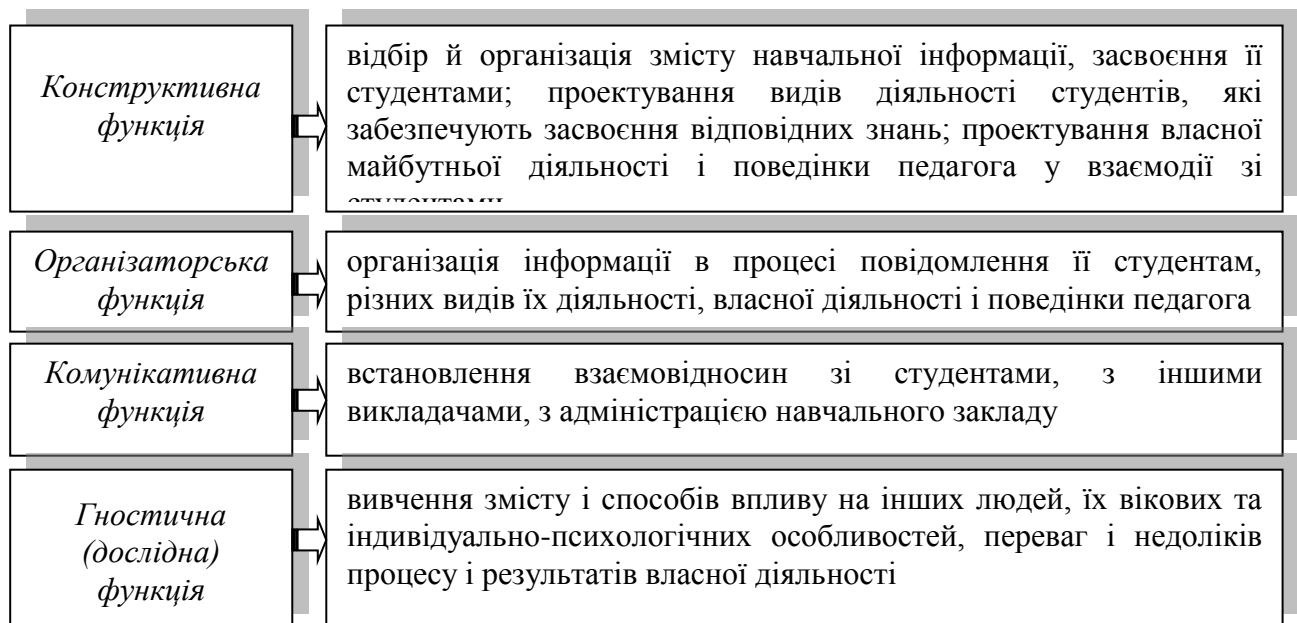 Конструктивна
функція
відбір й організація змісту навчальної інформації, засвоєння її
студентами; проектування видів діяльності студентів, які
забезпечують засвоєння відповідних знань; проектування власної
майбутньої діяльності і поведінки педагога у взаємодії зі
студентами
Організаторська
функція
організація інформації в процесі повідомлення її студентам,
різних видів їх діяльності, власної діяльності і поведінки педагога
Комунікативна
функція
встановлення взаємовідносин зі студентами, з іншими
викладачами, з адміністрацією навчального закладу
Гностична
(дослідна)
функція
вивчення змісту і способів впливу на інших людей, їх вікових та
індивідуально-психологічних особливостей, переваг і недоліків
процесу і результатів власної діяльності